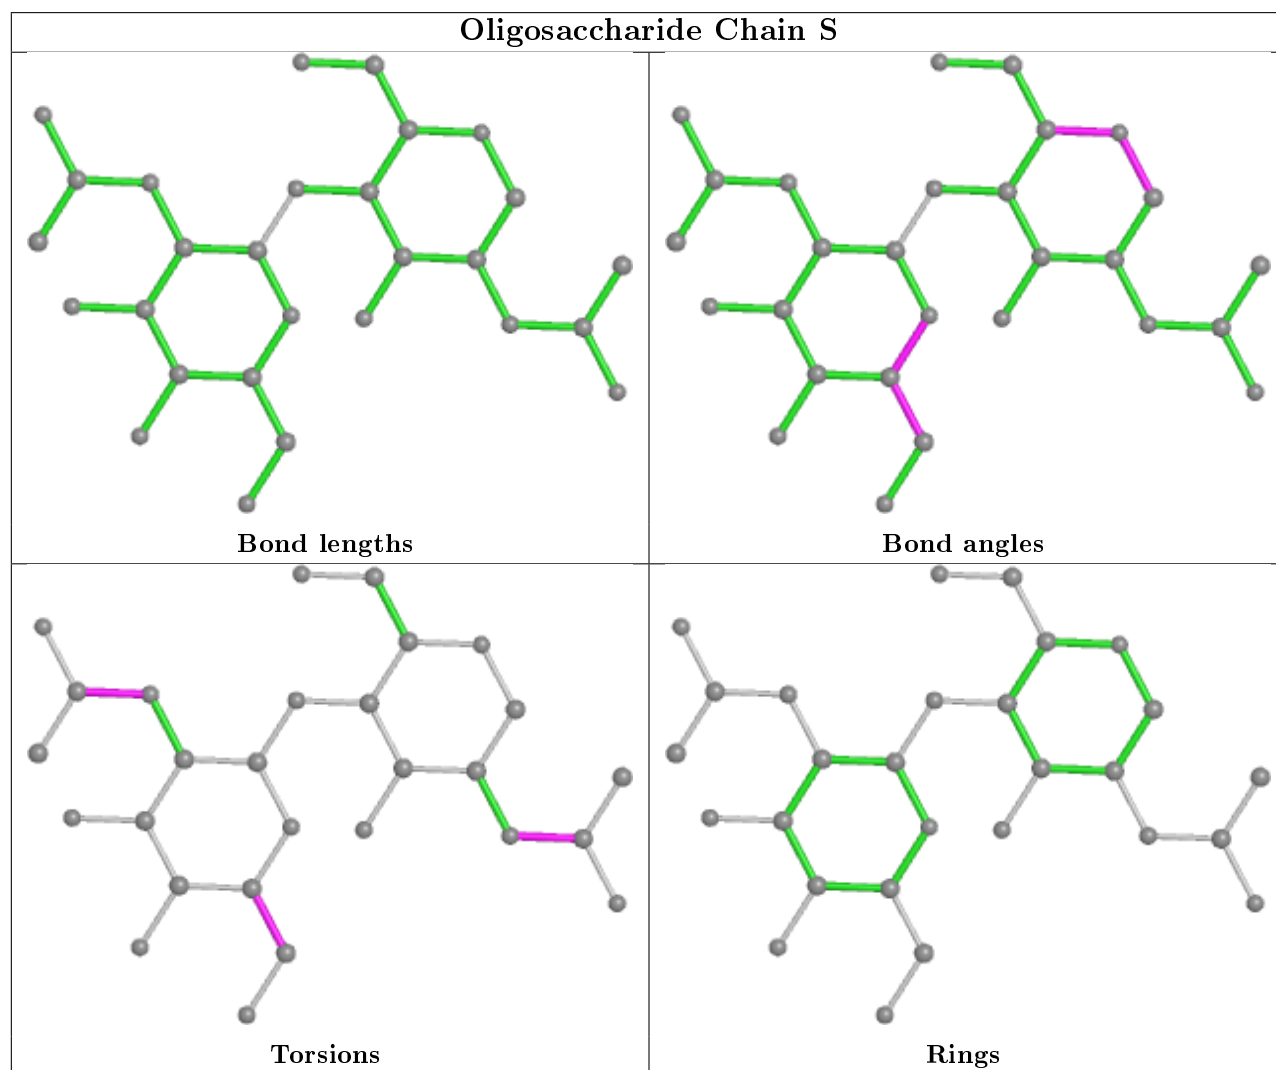 Oligosaccharide Chain S
Bond lengths
Bond angles
Torsions
Rings